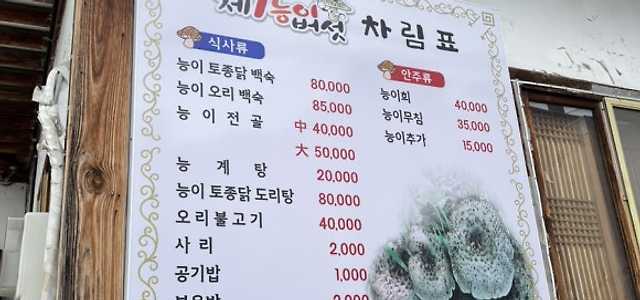 제1능이버섯 차림표
식사류
능이 토종닭 백숙 80,000
능이 오리 백숙 85,000
능이전골 中 40,000
大 50,000
능계탕 20,000
능이 토종닭 도리탕 80,000
오리불고기 40,000
사리 2,000
공기밥 1,000
안주류
능이회 40,000
능이무침 35,000
능이추가 15,000